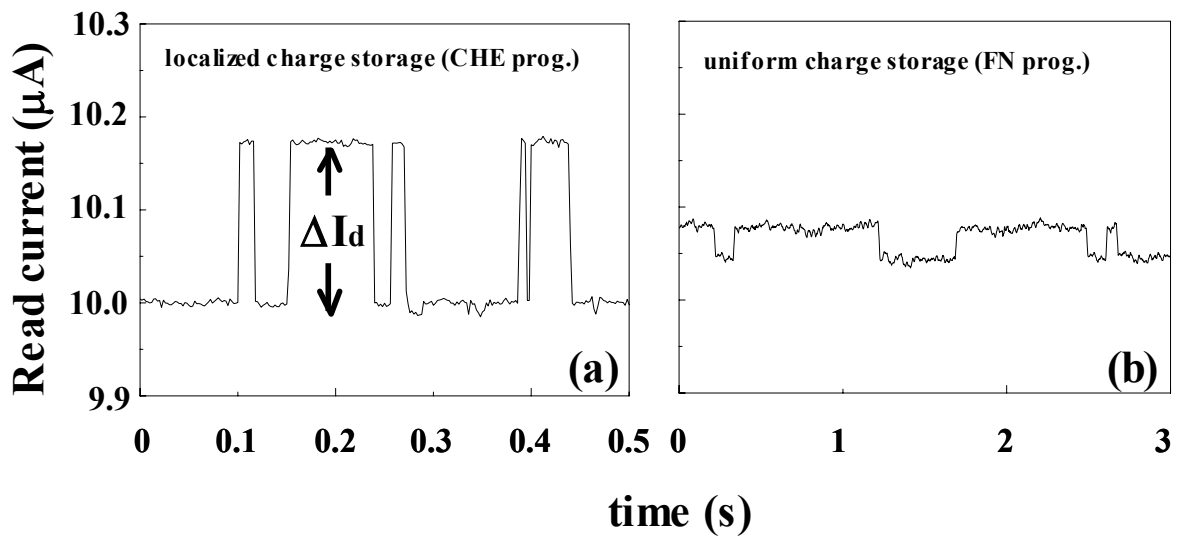 Read current (μA)
10.3
10.2
10.1
10.0
9.9
localized charge storage (CHE prog.)
ΔId
(a)
0 0.1 0.2 0.3 0.4 0.5
uniform charge storage (FN prog.)
(b)
0 1 2 3
time (s)